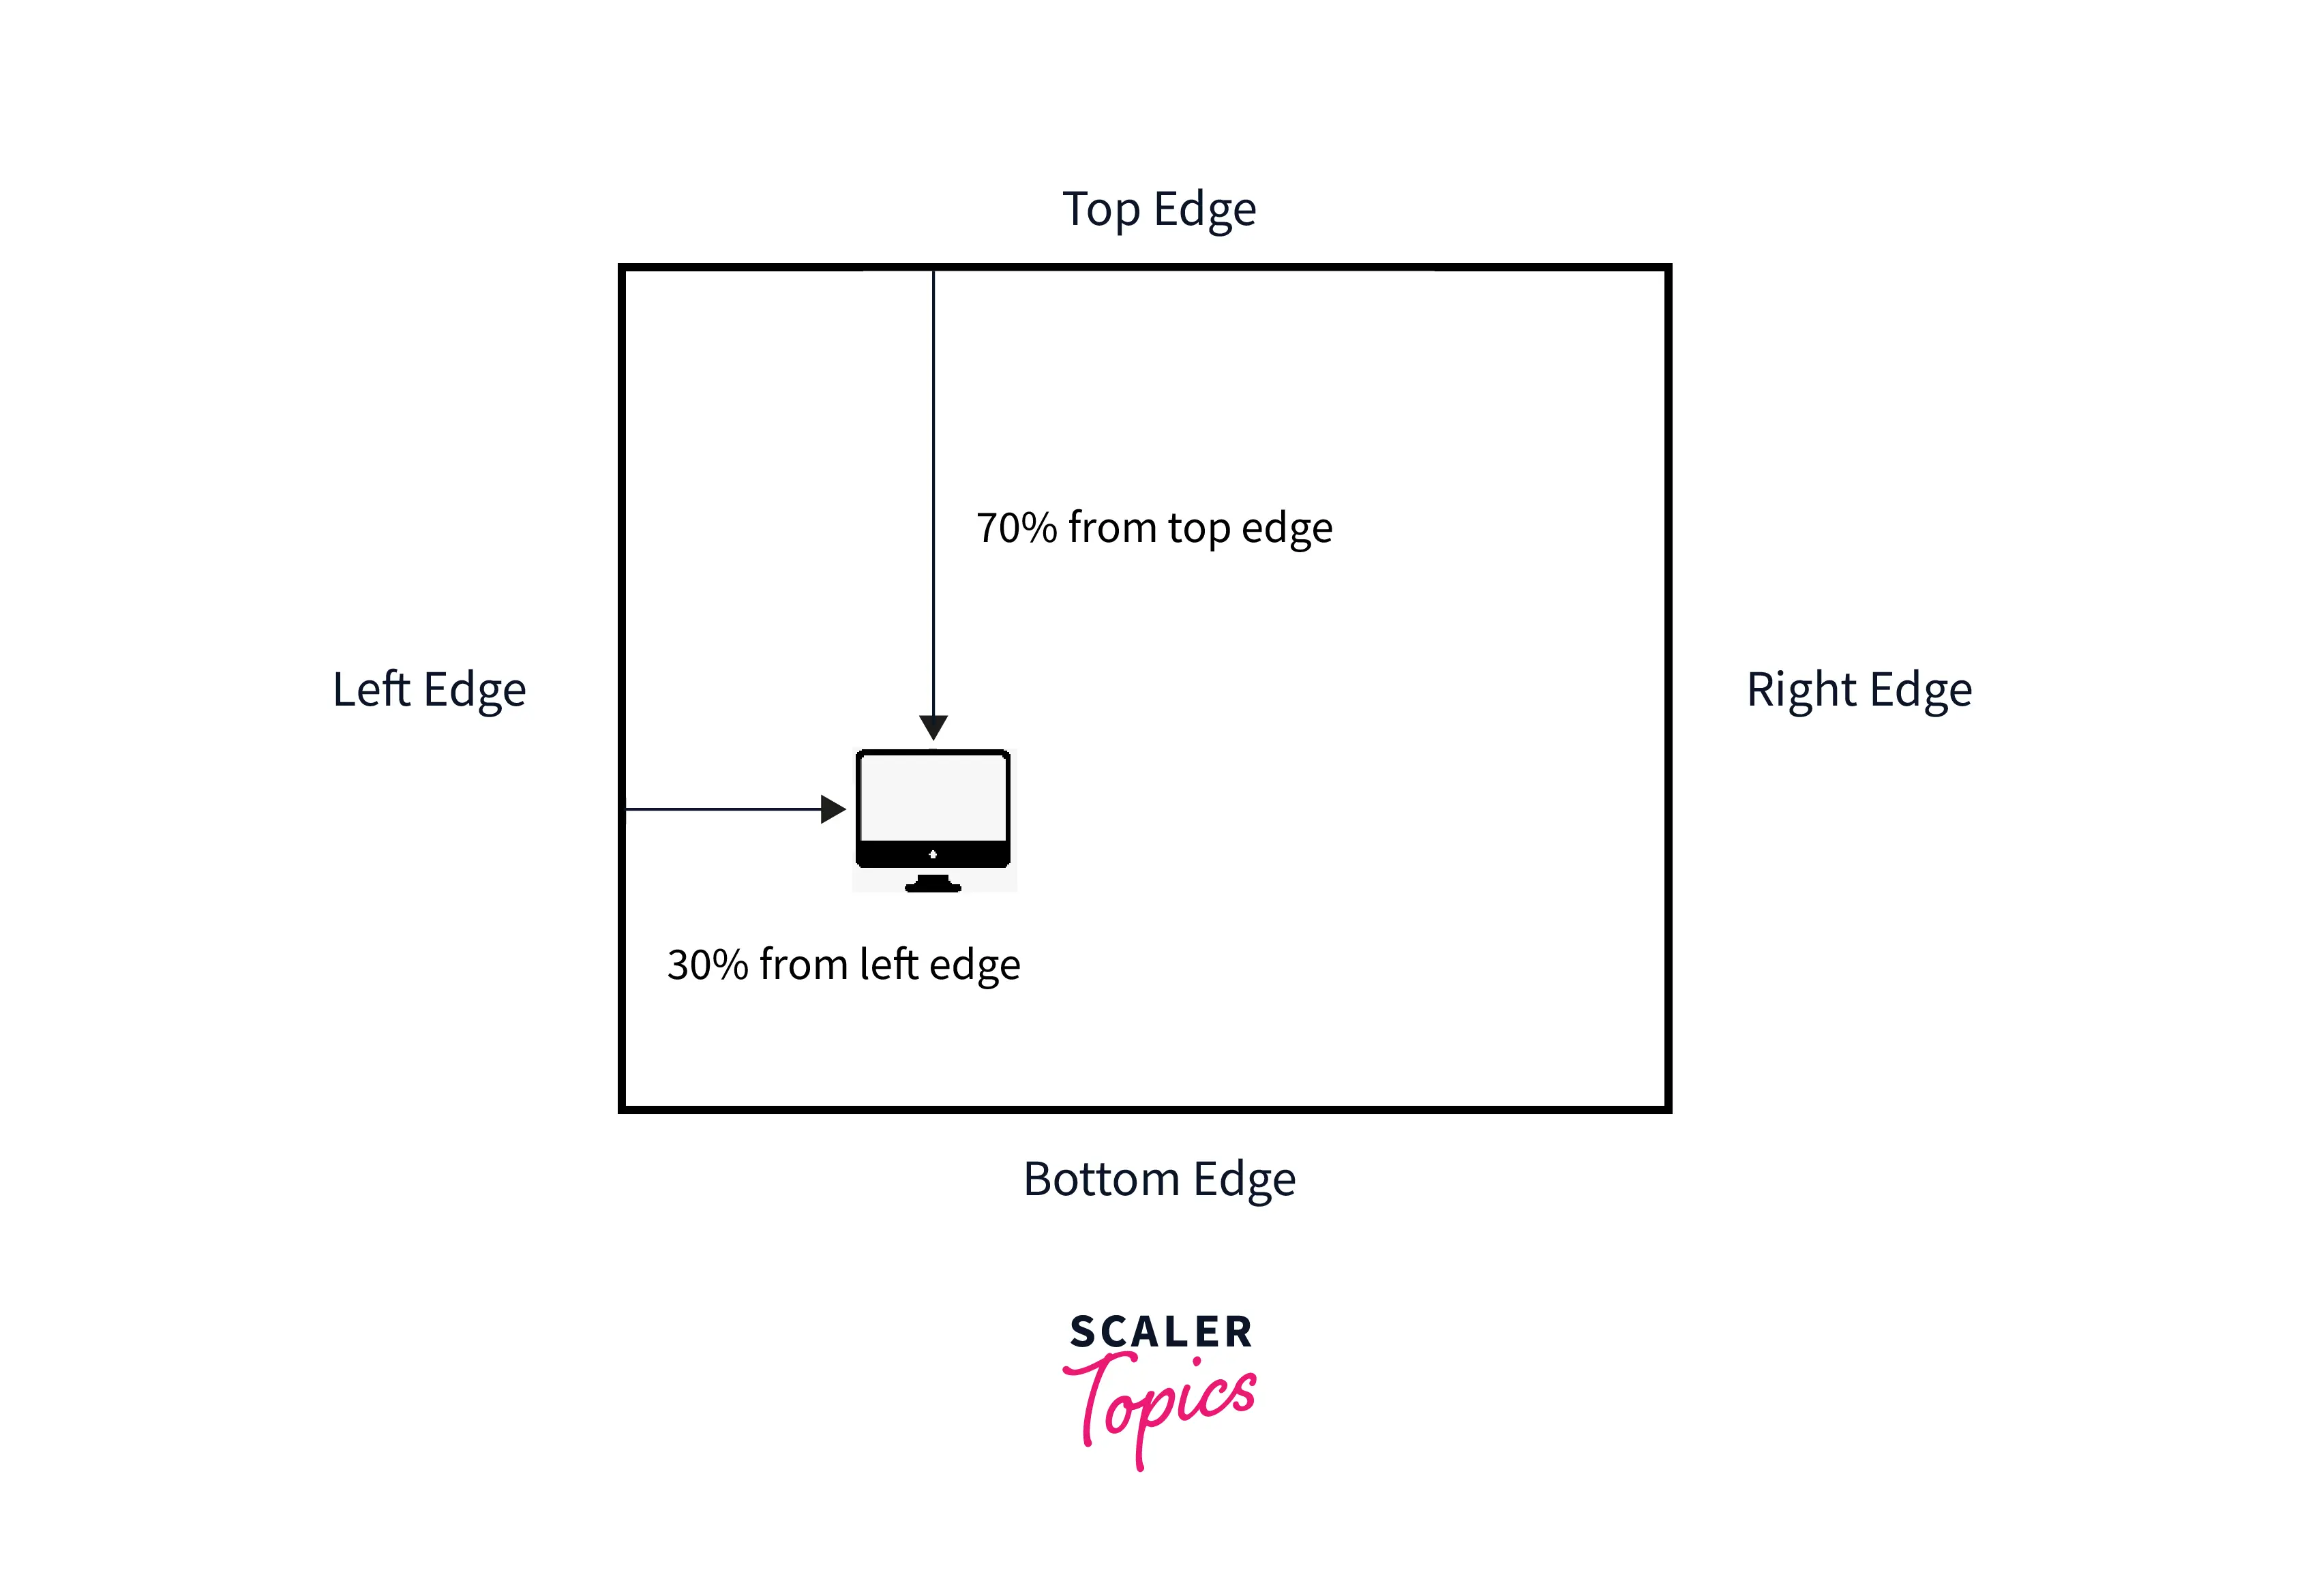 Top Edge
70% from top edge
Left Edge
Right Edge
30% from left edge
Bottom Edge
SCALER
Topics